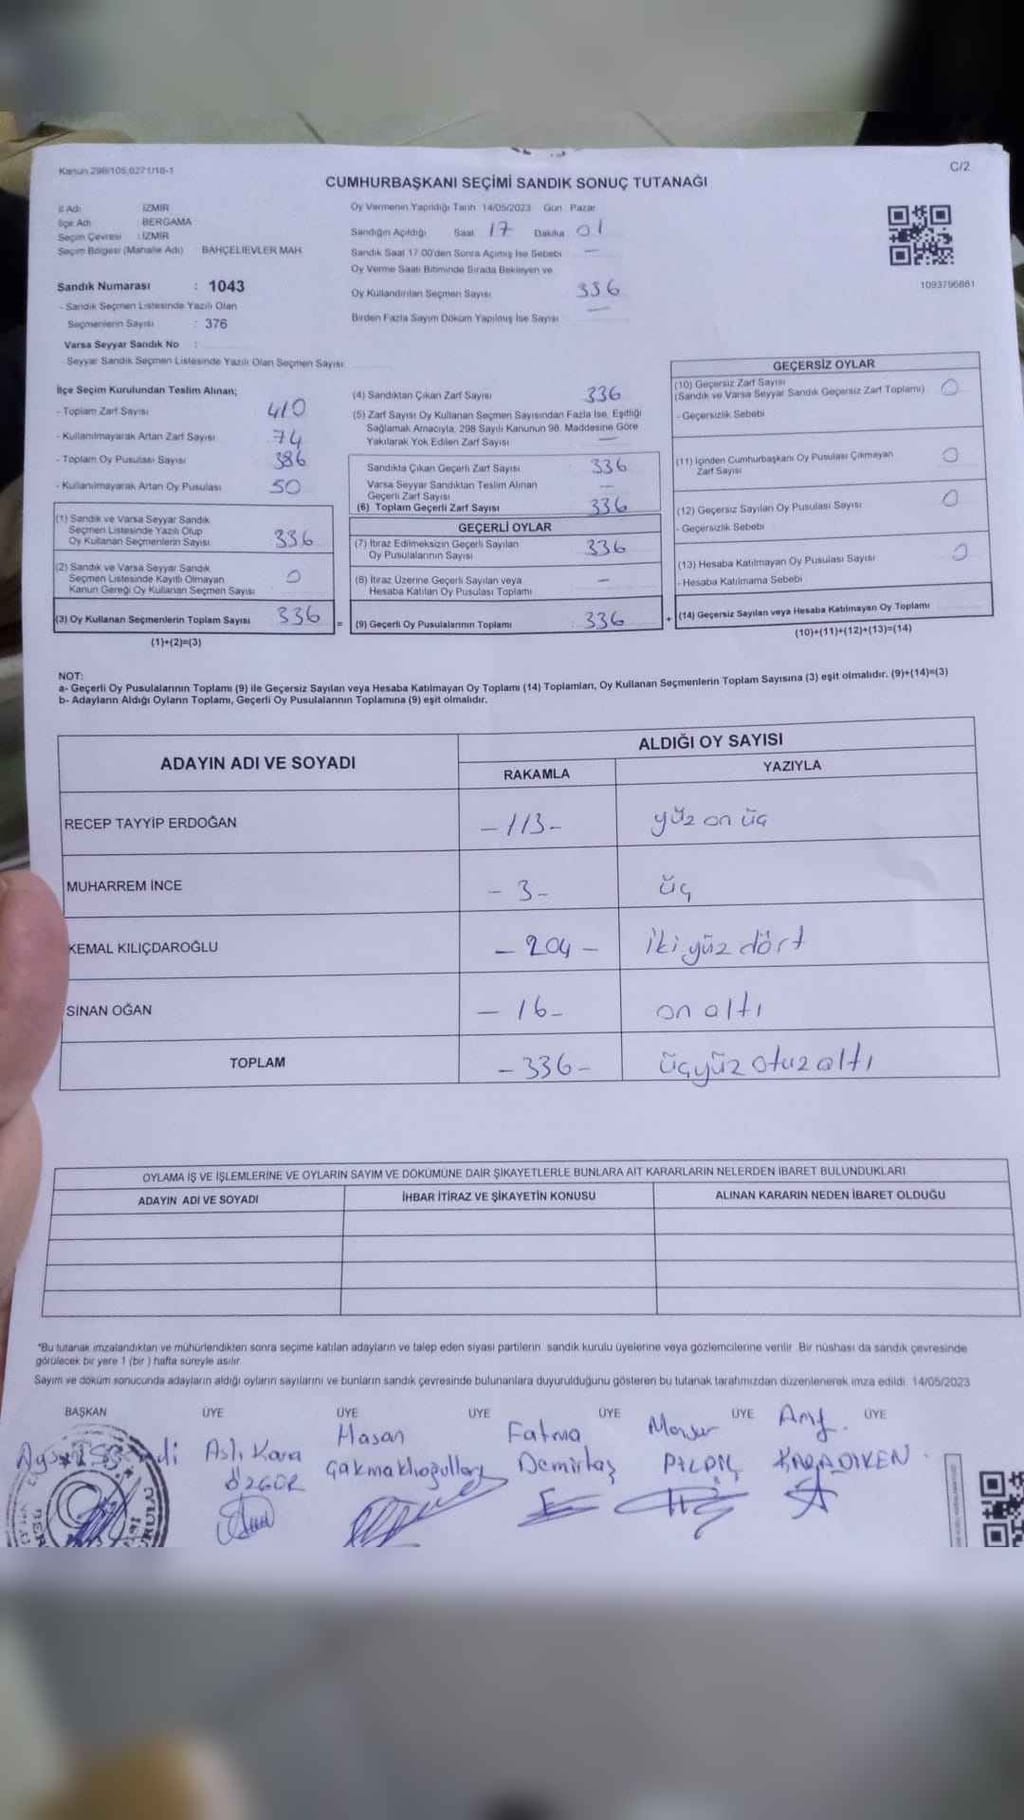 Kanun 298/105,0271/18-1
C/2
CUMHURBAŞKANI SEÇİMİ SANDIK SONUÇ TUTANAĞI
İl Adı : İZMİR
İlçe Adı : BERGAMA
Seçim Çevresi : İZMİR
Seçim Bölgesi (Mahalle Adı) BAHÇELİEVLER MAH.
Sandık Numarası : 1043
- Sandık Seçmen Listesinde Yazılı Olan
Seçmenlerin Sayısı : 376
Varsa Seyyar Sandık No :
- Seyyar Sandık Seçmen Listesinde Yazılı Olan Seçmen Sayısı:
Oy Vermenin Yapıldığı Tarih 14/05/2023 Gün Pazar
Sandığın Açıldığı Saat 17 Dakika 01
Sandık Saat 17.00'den Sonra Açılmış İse Sebebi —
Oy Verme Saati Bitiminde Sırada Bekleyen ve
Oy Kullandırılan Seçmen Sayısı 336
Birden Fazla Sayım Döküm Yapılmış İse Sayısı —
1093796881
İlçe Seçim Kurulundan Teslim Alınan;
- Toplam Zarf Sayısı 410
- Kullanılmayarak Artan Zarf Sayısı 74
- Toplam Oy Pusulası Sayısı 386
- Kullanılmayarak Artan Oy Pusulası 50
(1) Sandık ve Varsa Seyyar Sandık
Seçmen Listesinde Yazılı Olup
Oy Kullanan Seçmenlerin Sayısı 336
(2) Sandık ve Varsa Seyyar Sandık
Seçmen Listesinde Kayıtlı Olmayan
Kanun Gereği Oy Kullanan Seçmen Sayısı 0
(3) Oy Kullanan Seçmenlerin Toplam Sayısı 336
(1)+(2)=(3)
(4) Sandıktan Çıkan Zarf Sayısı 336
(5) Zarf Sayısı Oy Kullanan Seçmen Sayısından Fazla İse, Eşitliği
Sağlamak Amacıyla, 298 Sayılı Kanunun 98. Maddesine Göre
Yakılarak Yok Edilen Zarf Sayısı —
Sandıkta Çıkan Geçerli Zarf Sayısı 336
Varsa Seyyar Sandıktan Teslim Alınan
Geçerli Zarf Sayısı —
(6) Toplam Geçerli Zarf Sayısı 336
GEÇERLİ OYLAR
(7) İtiraz Edilmeksizin Geçerli Sayılan
Oy Pusulalarının Sayısı 336
(8) İtiraz Üzerine Geçerli Sayılan veya
Hesaba Katılan Oy Pusulası Toplamı —
= (9) Geçerli Oy Pusulalarının Toplamı 336
GEÇERSİZ OYLAR
(10) Geçersiz Zarf Sayısı
(Sandık ve Varsa Seyyar Sandık Geçersiz Zarf Toplamı) 0
- Geçersizlik Sebebi
(11) İçinden Cumhurbaşkanı Oy Pusulası Çıkmayan
Zarf Sayısı 0
(12) Geçersiz Sayılan Oy Pusulası Sayısı 0
- Geçersizlik Sebebi
(13) Hesaba Katılmayan Oy Pusulası Sayısı 0
- Hesaba Katılmama Sebebi
+ (14) Geçersiz Sayılan veya Hesaba Katılmayan Oy Toplamı
(10)+(11)+(12)+(13)=(14)
NOT:
a- Geçerli Oy Pusulalarının Toplamı (9) ile Geçersiz Sayılan veya Hesaba Katılmayan Oy Toplamı (14) Toplamları, Oy Kullanan Seçmenlerin Toplam Sayısına (3) eşit olmalıdır. (9)+(14)=(3)
b- Adayların Aldığı Oyların Toplamı, Geçerli Oy Pusulalarının Toplamına (9) eşit olmalıdır.
ADAYIN ADI VE SOYADI
ALDIĞI OY SAYISI
RAKAMLA YAZIYLA
RECEP TAYYİP ERDOĞAN -113- yüz on üç
MUHARREM İNCE -3- üç
KEMAL KILIÇDAROĞLU -204- iki yüz dört
SİNAN OĞAN -16- on altı
TOPLAM -336- üçyüz otuz altı
OYLAMA İŞ VE İŞLEMLERİNE VE OYLARIN SAYIM VE DÖKÜMÜNE DAİR ŞİKAYETLERLE BUNLARA AİT KARARLARIN NELERDEN İBARET BULUNDUKLARI
ADAYIN ADI VE SOYADI İHBAR İTİRAZ VE ŞİKAYETİN KONUSU ALINAN KARARIN NEDEN İBARET OLDUĞU
*Bu tutanak imzalandıktan ve mühürlendikten sonra seçime katılan adayların ve talep eden siyasi partilerin sandık kurulu üyelerine veya gözlemcilerine verilir. Bir nüshası da sandık çevresinde
görülecek bir yere 1 (bir) hafta süreyle asılır.
Sayım ve döküm sonucunda adayların aldığı oyların sayılarını ve bunların sandık çevresinde bulunanlara duyurulduğunu gösteren bu tutanak tarafımızdan düzenlenerek imza edildi. 14/05/2023
BAŞKAN ÜYE ÜYE ÜYE ÜYE ÜYE ÜYE
Aslı Kara
ÖZGÜR
Hasan
Çakmaklıoğulları
Fatma
Demirtaş
KARADİKEN